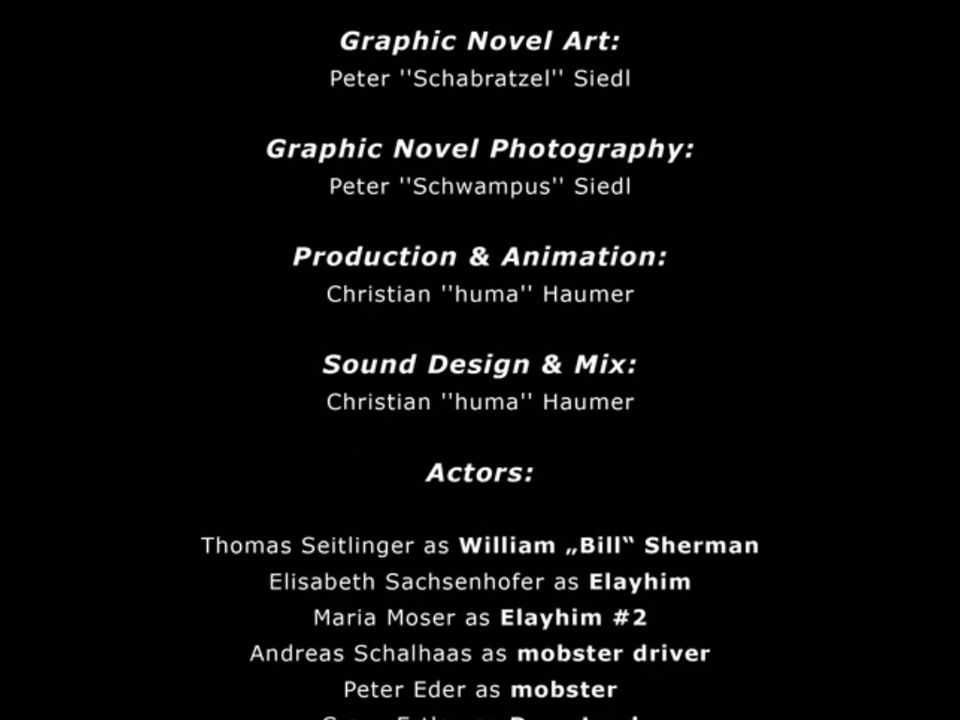 Graphic Novel Art:
Peter ''Schabratzel'' Siedl
Graphic Novel Photography:
Peter ''Schwampus'' Siedl
Production & Animation:
Christian ''huma'' Haumer
Sound Design & Mix:
Christian ''huma'' Haumer
Actors:
Thomas Seitlinger as William „Bill‟ Sherman
Elisabeth Sachsenhofer as Elayhim
Maria Moser as Elayhim #2
Andreas Schalhaas as mobster driver
Peter Eder as mobster